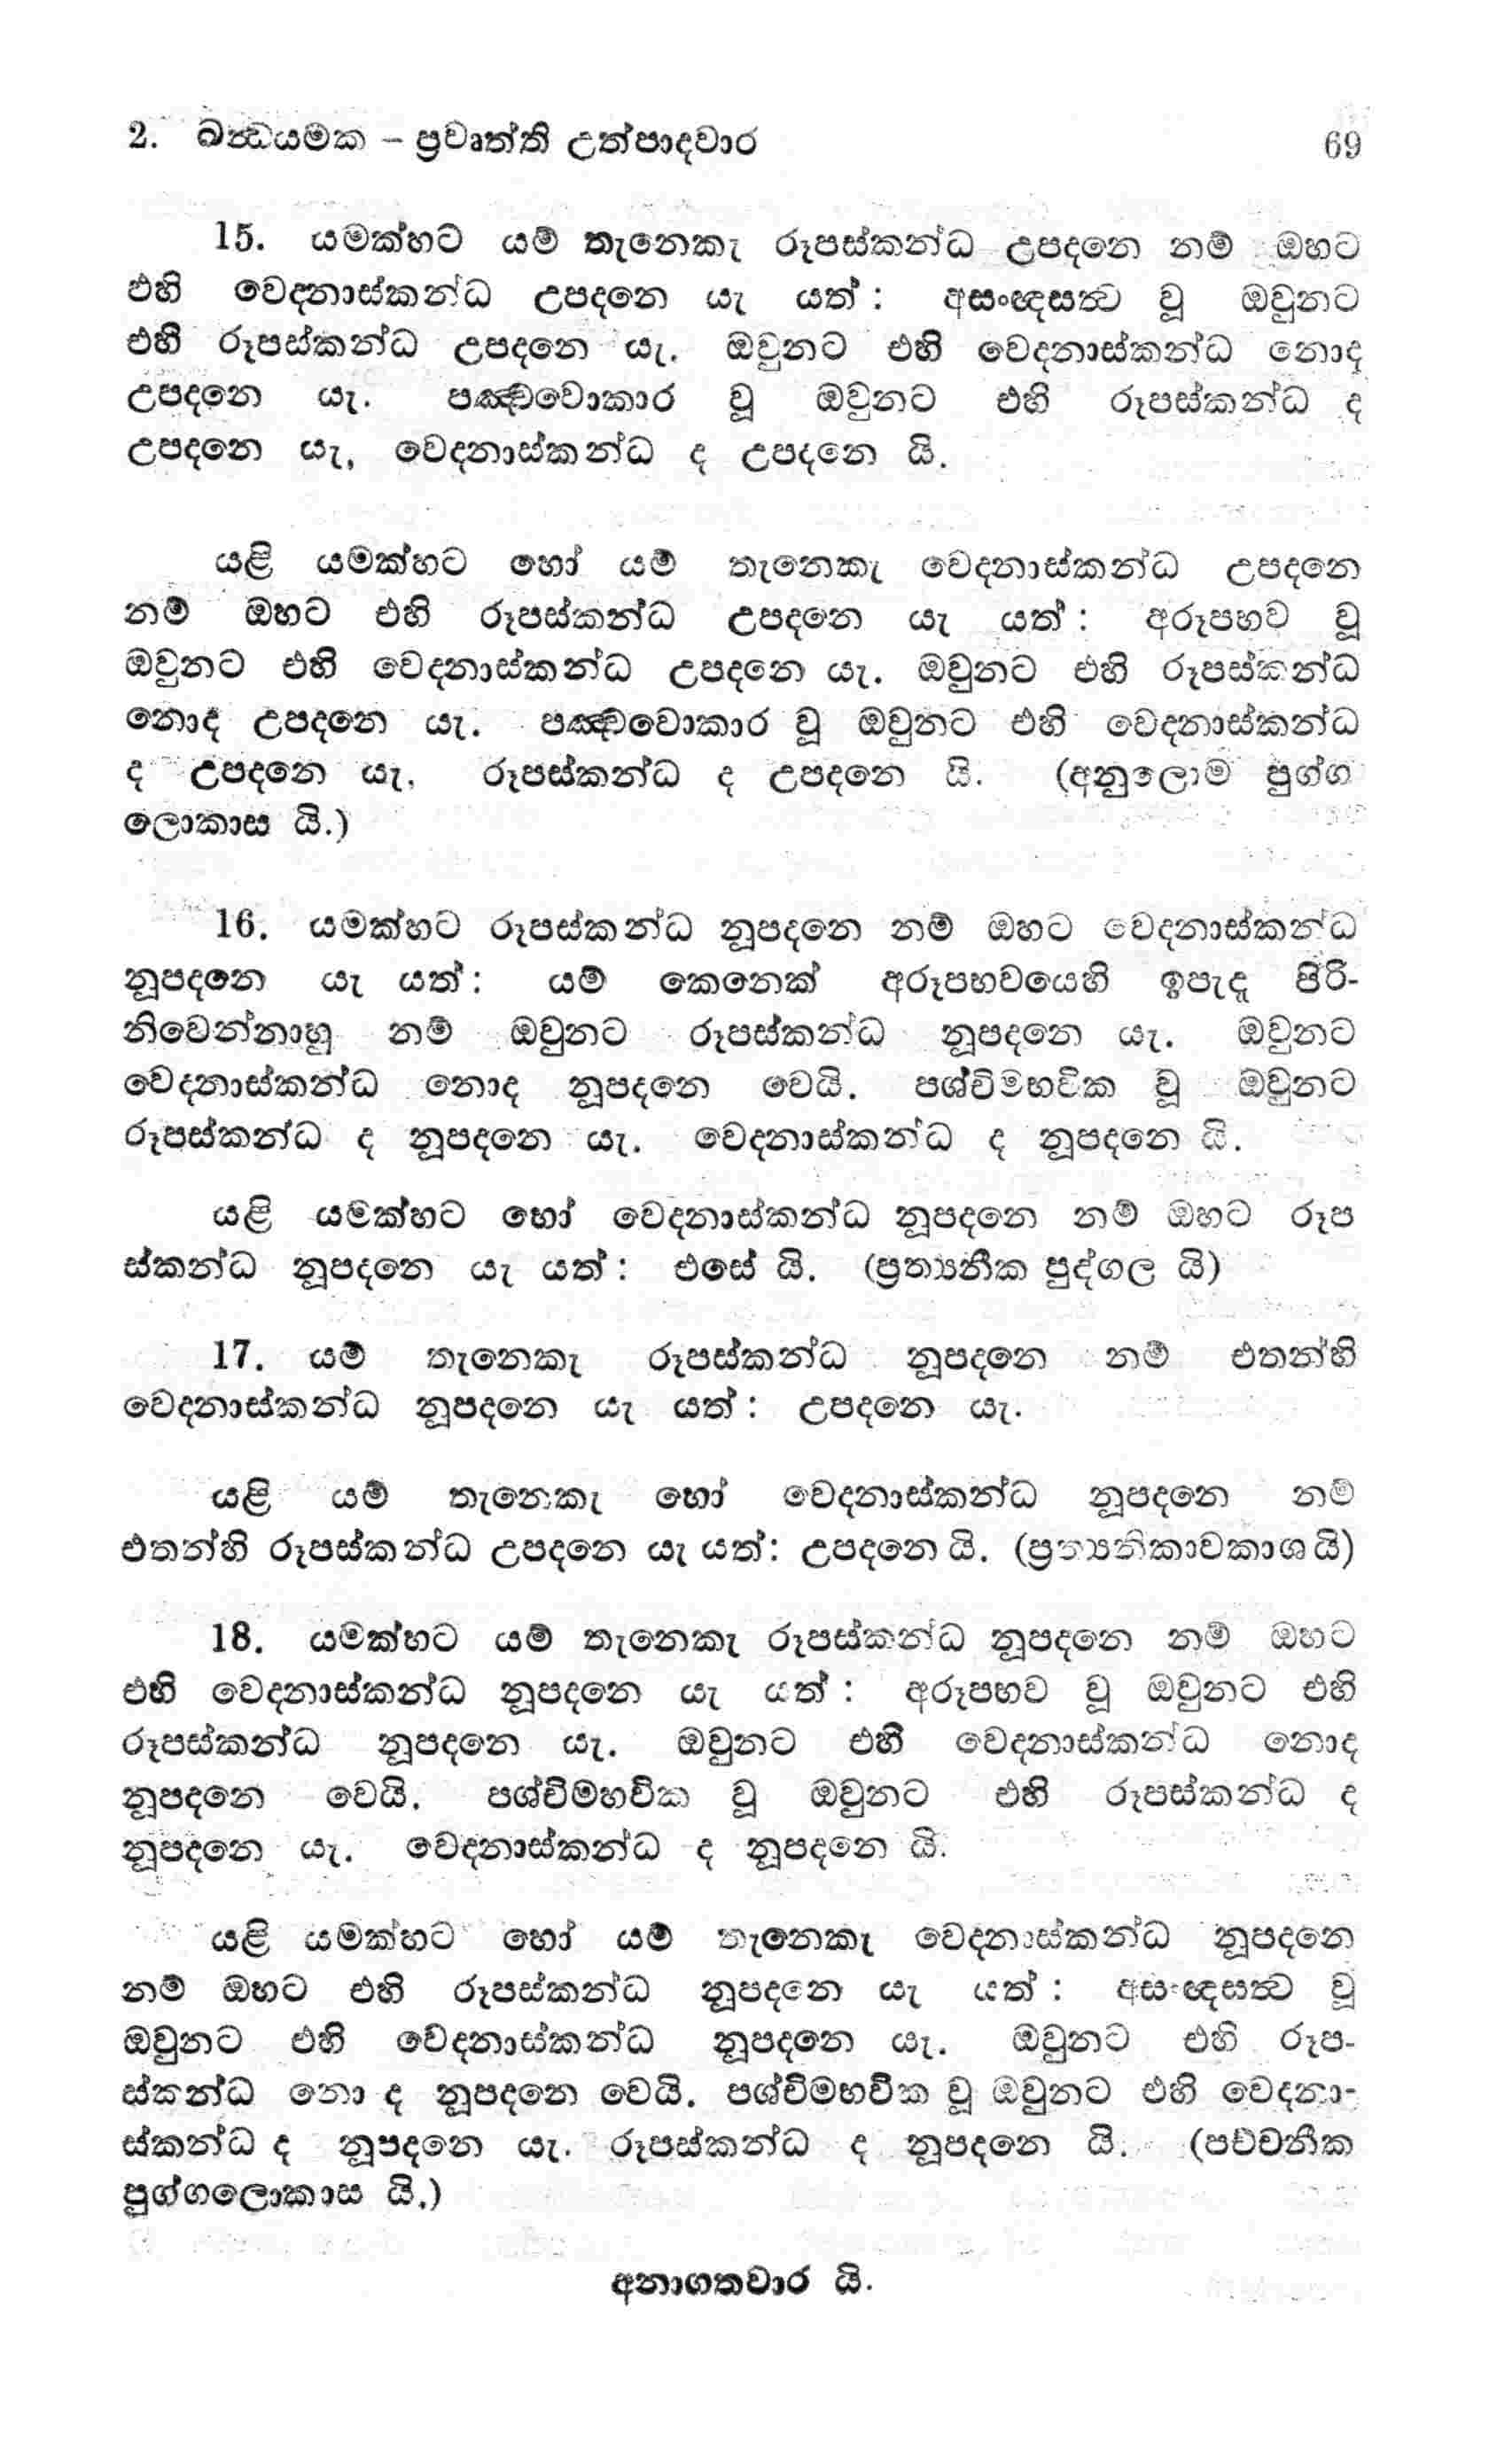 2. ඛන්ධයමක – ප්‍රවෘත්ති උත්පාදවාර 69
15. යමක්හට යම් තැනෙකැ රූපස්කන්ධ උපදනෙ නම් ඔහට
එහි වෙදනාස්කන්ධ උපදනෙ යැ යත් : අසංඥසත්ව වූ ඔවුනට
එහි රූපස්කන්ධ උපදනෙ යැ. ඔවුනට එහි වෙදනාස්කන්ධ නොද
උපදනෙ යැ. පඤ්චවොකාර වූ ඔවුනට එහි රූපස්කන්ධ ද
උපදනෙ යැ, වෙදනාස්කන්ධ ද උපදනෙ යි.
යළි යමක්හට හෝ යම් තැනෙකැ වෙදනාස්කන්ධ උපදනෙ
නම් ඔහට එහි රූපස්කන්ධ උපදනෙ යැ යත් : අරූපභව වූ
ඔවුනට එහි වෙදනාස්කන්ධ උපදනෙ යැ. ඔවුනට එහි රූපස්කන්ධ
නොද උපදනෙ යැ. පඤ්චවොකාර වූ ඔවුනට එහි වෙදනාස්කන්ධ
ද උපදනෙ යැ, රූපස්කන්ධ ද උපදනෙ යි. (අනුලොම පුග්ග
ලොකාස යි.)
16. යමක්හට රූපස්කන්ධ නූපදනෙ නම් ඔහට වෙදනාස්කන්ධ
නූපදනෙ යැ යත් : යම් කෙනෙක් අරූපභවයෙහි ඉපැදැ පිරි-
නිවෙන්නාහු නම් ඔවුනට රූපස්කන්ධ නූපදනෙ යැ. ඔවුනට
වෙදනාස්කන්ධ නොද නූපදනෙ වෙයි. පශ්චිමභවික වූ ඔවුනට
රූපස්කන්ධ ද නූපදනෙ යැ. වෙදනාස්කන්ධ ද නූපදනෙ යි.
යළි යමක්හට හෝ වෙදනාස්කන්ධ නූපදනෙ නම් ඔහට රූප
ස්කන්ධ නූපදනෙ යැ යත් : එසේ යි. (ප්‍රත්‍යනීක පුද්ගල යි)
17. යම් තැනෙකැ රූපස්කන්ධ නූපදනෙ නම් එතන්හි
වෙදනාස්කන්ධ නූපදනෙ යැ යත් : උපදනෙ යැ.
යළි යම් තැනෙකැ හෝ වෙදනාස්කන්ධ නූපදනෙ නම්
එතන්හි රූපස්කන්ධ උපදනෙ යැ යත් : උපදනෙ යි. (ප්‍රත්‍යනිකාවකාශ යි)
18. යමක්හට යම් තැනෙකැ රූපස්කන්ධ නූපදනෙ නම් ඔහට
එහි වෙදනාස්කන්ධ නූපදනෙ යැ යත් : අරූපභව වූ ඔවුනට එහි
රූපස්කන්ධ නූපදනෙ යැ. ඔවුනට එහි වෙදනාස්කන්ධ නොද
නූපදනෙ වෙයි. පශ්චිමභවික වූ ඔවුනට එහි රූපස්කන්ධ ද
නූපදනෙ යැ. වෙදනාස්කන්ධ ද නූපදනෙ යි.
යළි යමක්හට හෝ යම් තැනෙකැ වෙදනාස්කන්ධ නූපදනෙ
නම් ඔහට එහි රූපස්කන්ධ නූපදනෙ යැ යත් : අසංඥසත්ව වූ
ඔවුනට එහි වේදනාස්කන්ධ නූපදනෙ යැ. ඔවුනට එහි රූප-
ස්කන්ධ නො ද නූපදනෙ වෙයි. පශ්චිමභවික වූ ඔවුනට එහි වෙදනා-
ස්කන්ධ ද නූපදනෙ යැ. රූපස්කන්ධ ද නූපදනෙ යි. (පච්චනීක
පුග්ගලොකාස යි.)
අනාගතවාර යි.